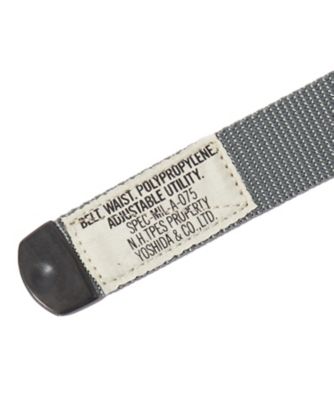 BELT, WAIST. POLYPROPYLENE
ADJUSTABLE UTILITY.
SPEC-MIL-A-075
N.H.TPES PROPERTY
YOSHIDA & CO.,LTD.